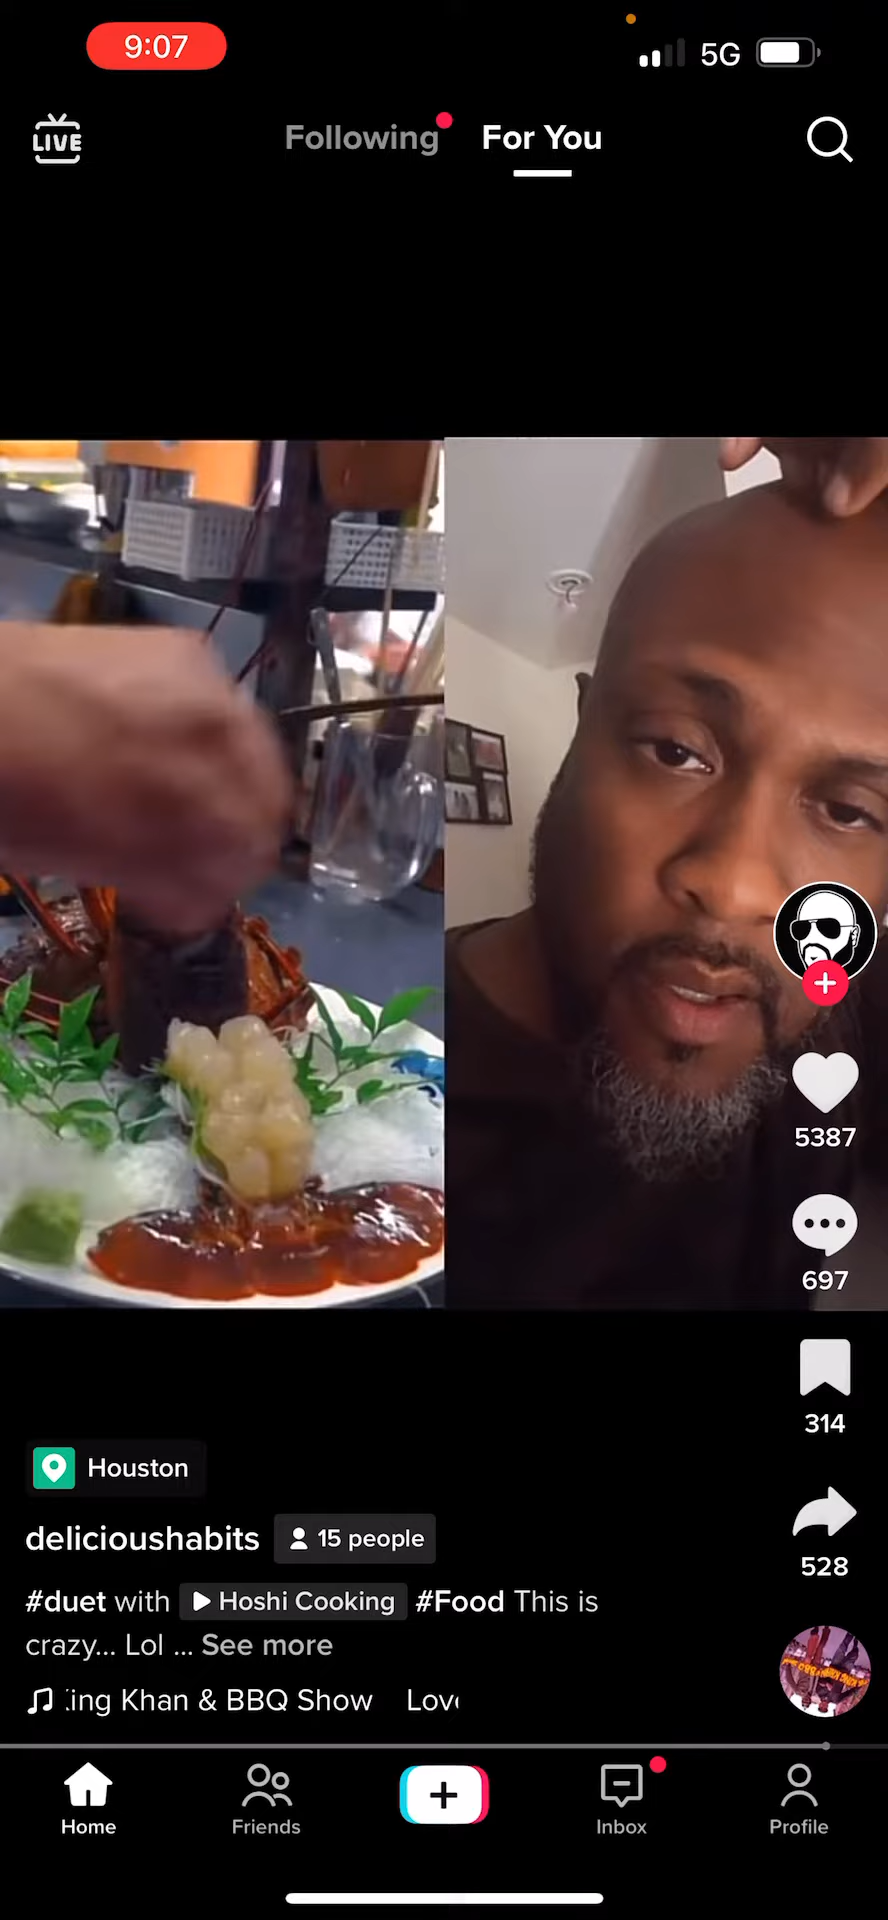 9:07
5G
LIVE
Following
For You
5387
697
314
Houston
delicioushabits
15 people
528
#duet with Hoshi Cooking #Food This is
crazy... Lol ... See more
ing Khan & BBQ Show Love
Home
Friends
Inbox
Profile